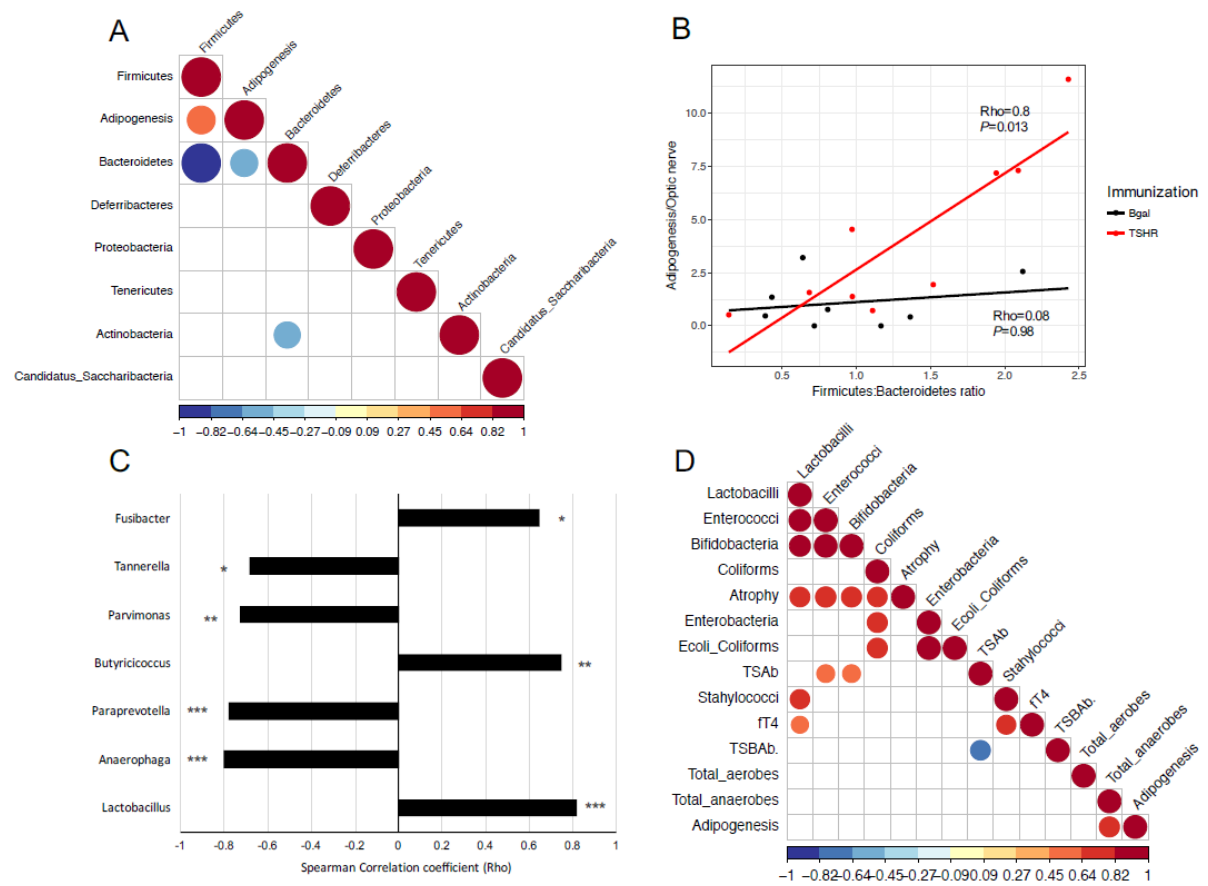 A
Firmicutes
Adipogenesis
Bacteroidetes
Deferribacteres
Proteobacteria
Tenericutes
Actinobacteria
Candidatus_Saccharibacteria
Firmicutes
Adipogenesis
Bacteroidetes
Deferribacteres
Proteobacteria
Tenericutes
Actinobacteria
Candidatus_Saccharibacteria
-1 -0.82 -0.64 -0.45 -0.27 -0.09 0.09 0.27 0.45 0.64 0.82 1
B
Adipogenesis/Optic nerve
10.0
7.5
5.0
2.5
0.0
Rho=0.8
P=0.013
Rho=0.08
P=0.98
0.5 1.0 1.5 2.0 2.5
Firmicutes:Bacteroidetes ratio
Immunization
Bgal
TSHR
C
Fusibacter *
Tannerella *
Parvimonas **
Butyricicoccus **
Paraprevotella ***
Anaerophaga ***
Lactobacillus ***
-1 -0.8 -0.6 -0.4 -0.2 0 0.2 0.4 0.6 0.8 1
Spearman Correlation coefficient (Rho)
D
Lactobacilli
Enterococci
Bifidobacteria
Coliforms
Atrophy
Enterobacteria
Ecoli_Coliforms
TSAb
Stahylococci
fT4
TSBAb.
Total_aerobes
Total_anaerobes
Adipogenesis
Lactobacilli
Enterococci
Bifidobacteria
Coliforms
Atrophy
Enterobacteria
Ecoli_Coliforms
TSAb
Stahylococci
fT4
TSBAb.
Total_aerobes
Total_anaerobes
Adipogenesis
-1 -0.82 -0.64 -0.45 -0.27 -0.09 0.09 0.27 0.45 0.64 0.82 1